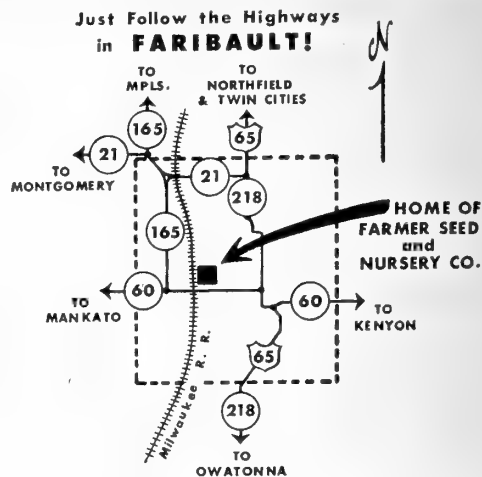 Just Follow the Highways
in FARIBAULT!
N
TO
MPLS.
TO
NORTHFIELD
& TWIN CITIES
165
65
21
21
TO
MONTGOMERY
218
165
HOME OF
FARMER SEED
and
NURSERY CO.
60
60
TO
MANKATO
TO
KENYON
65
Milwaukee R. R.
218
TO
OWATONNA